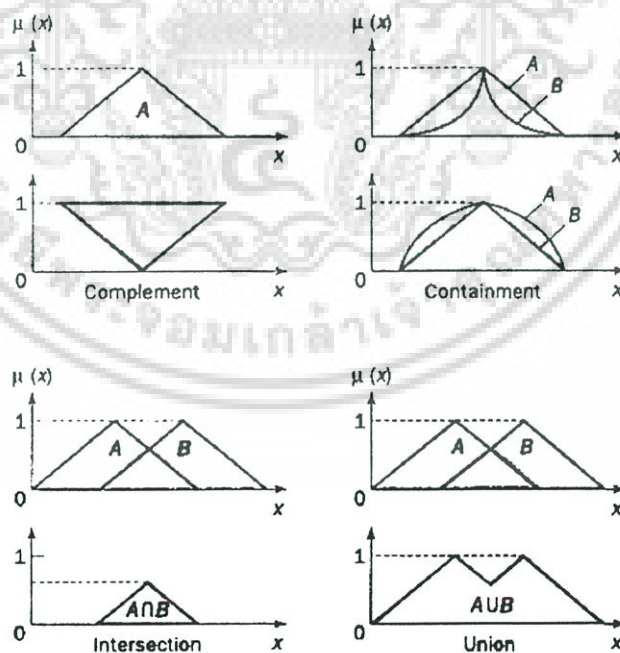 μ (x)
1
A
0
x
1
0
Complement
x
1
A
B
0
x
1
A
B
0
Containment
x
μ (x)
1
A
B
0
x
1
A∩B
0
Intersection
x
μ (x)
1
A
B
0
x
1
A∪B
0
Union
x